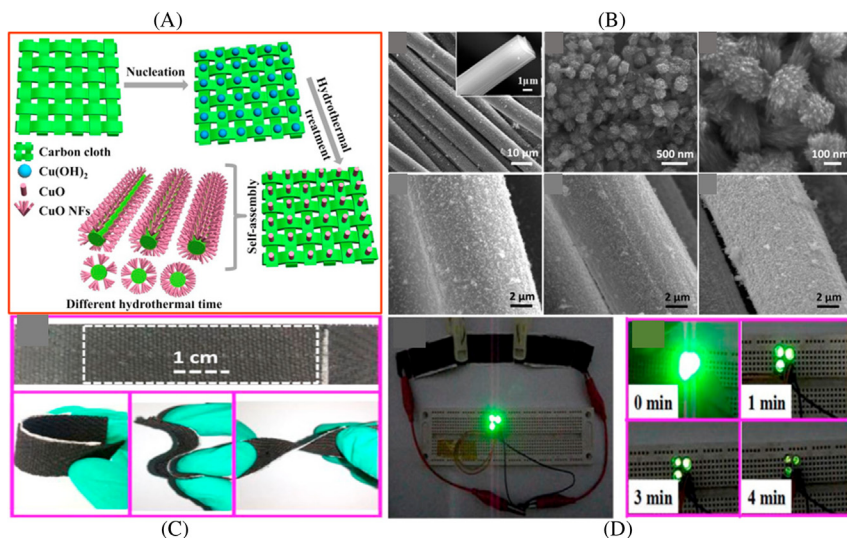 (A)
Nucleation
Hydrothermal
treatment
Carbon cloth
Cu(OH)2
CuO
CuO NFs
Self-assembly
Different hydrothermal time
(B)
1µm
10 µm
500 nm
100 nm
2 µm
2 µm
2 µm
1 cm
(C)
0 min
1 min
3 min
4 min
(D)